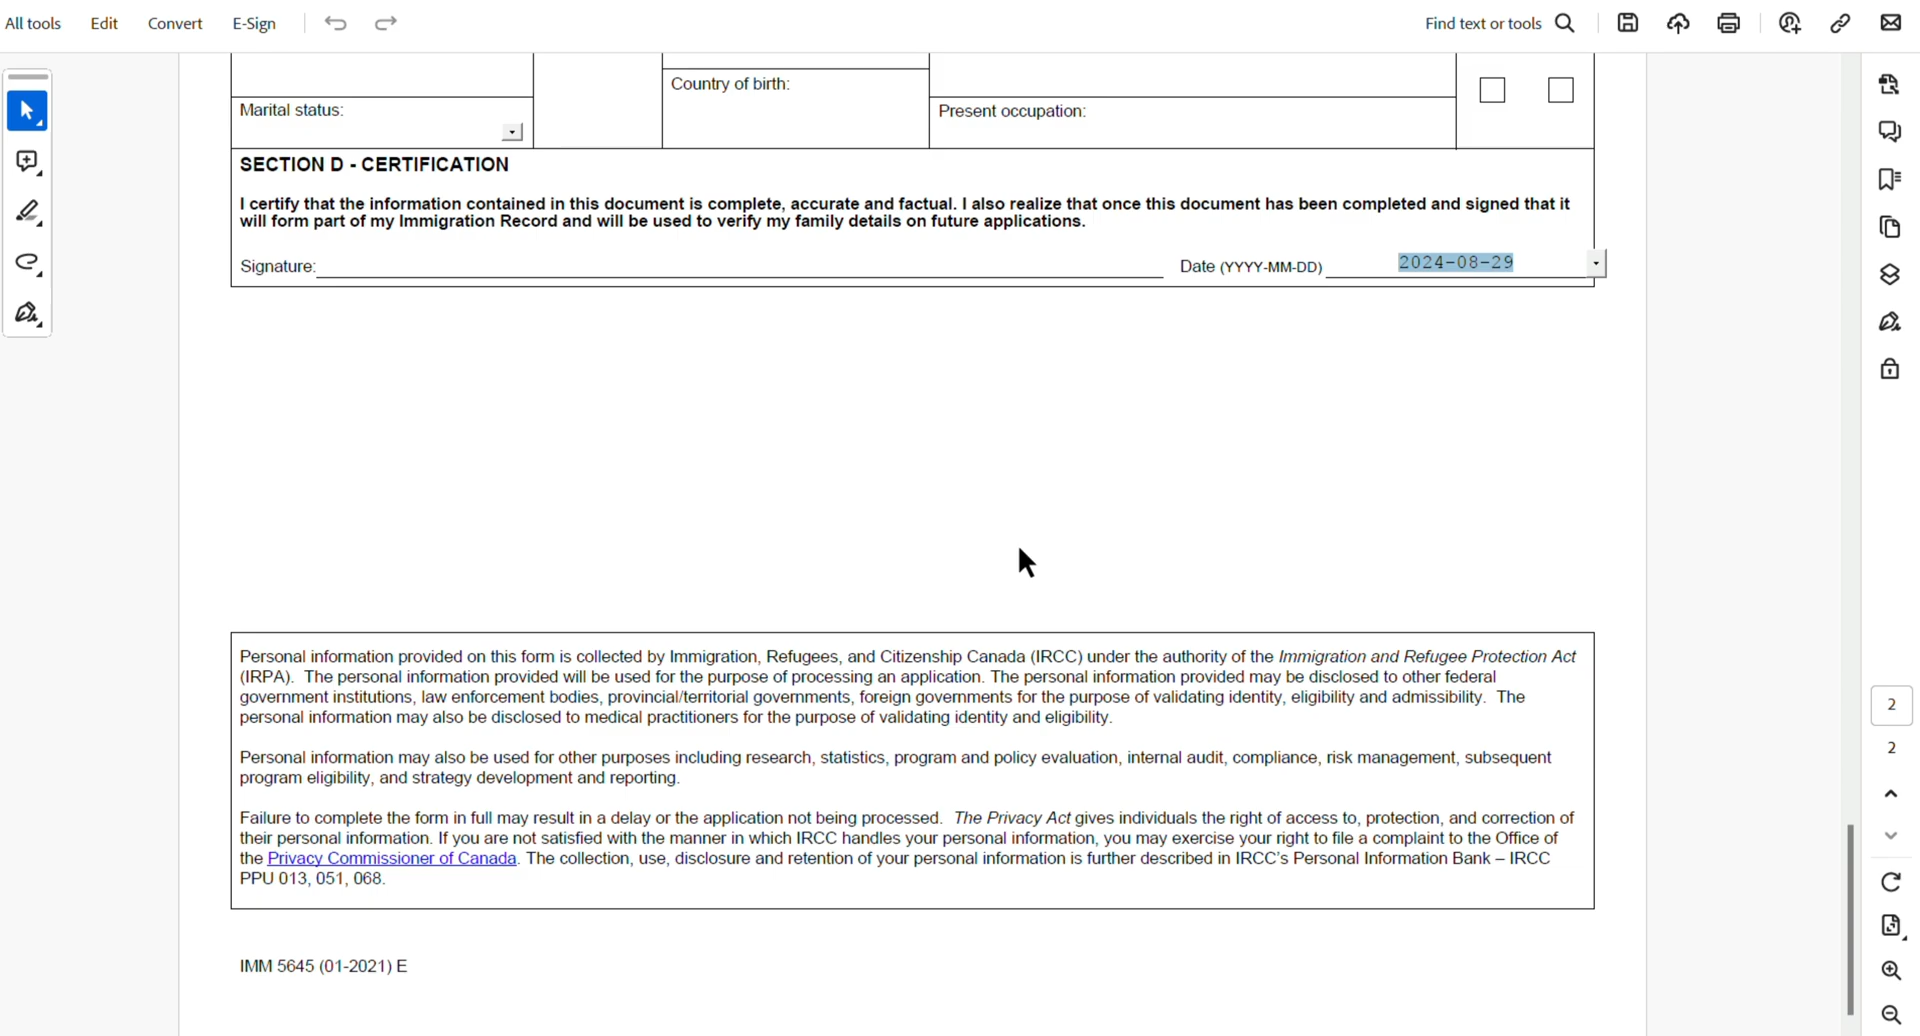 All tools Edit Convert E-Sign Find text or tools
Country of birth:
Marital status:
Present occupation:
SECTION D - CERTIFICATION
I certify that the information contained in this document is complete, accurate and factual. I also realize that once this document has been completed and signed that it
will form part of my Immigration Record and will be used to verify my family details on future applications.
Signature: Date (YYYY-MM-DD) 2024-08-29
Personal information provided on this form is collected by Immigration, Refugees, and Citizenship Canada (IRCC) under the authority of the Immigration and Refugee Protection Act
(IRPA). The personal information provided will be used for the purpose of processing an application. The personal information provided may be disclosed to other federal
government institutions, law enforcement bodies, provincial/territorial governments, foreign governments for the purpose of validating identity, eligibility and admissibility. The
personal information may also be disclosed to medical practitioners for the purpose of validating identity and eligibility.
Personal information may also be used for other purposes including research, statistics, program and policy evaluation, internal audit, compliance, risk management, subsequent
program eligibility, and strategy development and reporting.
Failure to complete the form in full may result in a delay or the application not being processed. The Privacy Act gives individuals the right of access to, protection, and correction of
their personal information. If you are not satisfied with the manner in which IRCC handles your personal information, you may exercise your right to file a complaint to the Office of
the Privacy Commissioner of Canada. The collection, use, disclosure and retention of your personal information is further described in IRCC's Personal Information Bank – IRCC
PPU 013, 051, 068.
IMM 5645 (01-2021) E
2
2